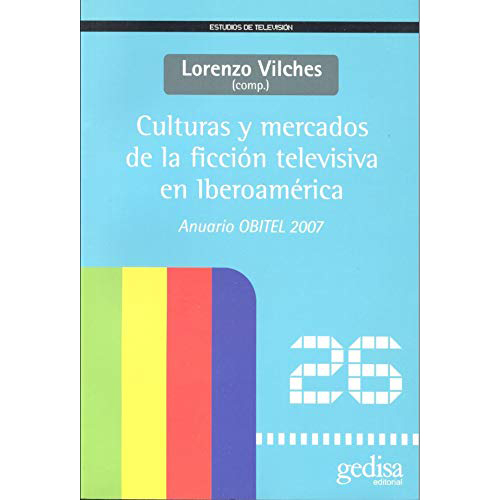 ESTUDIOS DE TELEVISIÓN
Lorenzo Vilches
(comp.)
Culturas y mercados
de la ficción televisiva
en Iberoamérica
Anuario OBITEL 2007
26
gedisa
editorial